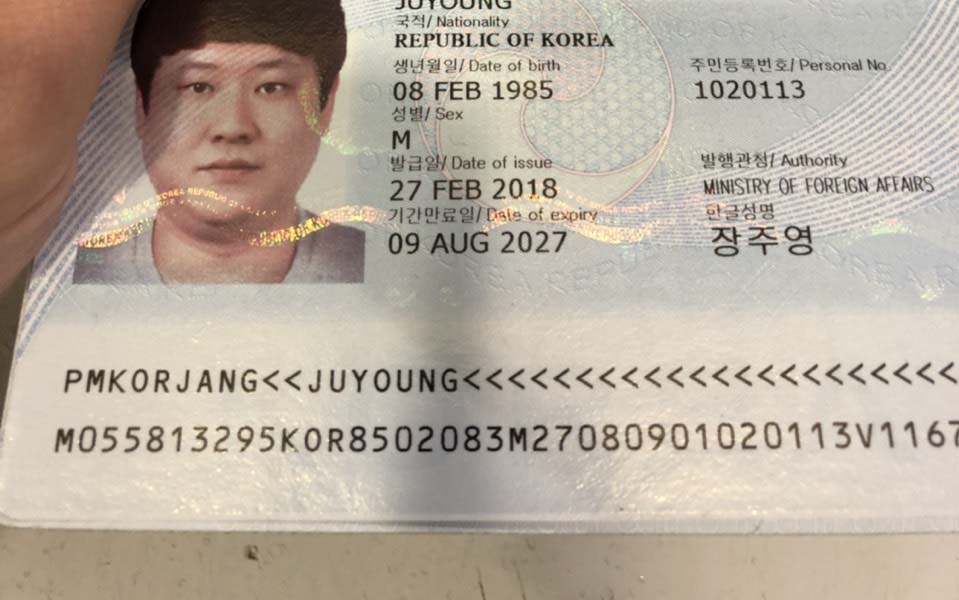 JUYOUNG
국적/ Nationality
REPUBLIC OF KOREA
생년월일/ Date of birth
주민등록번호/ Personal No.
08 FEB 1985
1020113
성별/ Sex
M
발급일/ Date of issue
발행관청/ Authority
27 FEB 2018
MINISTRY OF FOREIGN AFFAIRS
기간만료일/ Date of expiry
한글성명
09 AUG 2027
장주영
PMKORJANG<<JUYOUNG<<<<<<<<<<<<<<<<<<<<<<
M055813295KOR8502083M27080901020113V1167